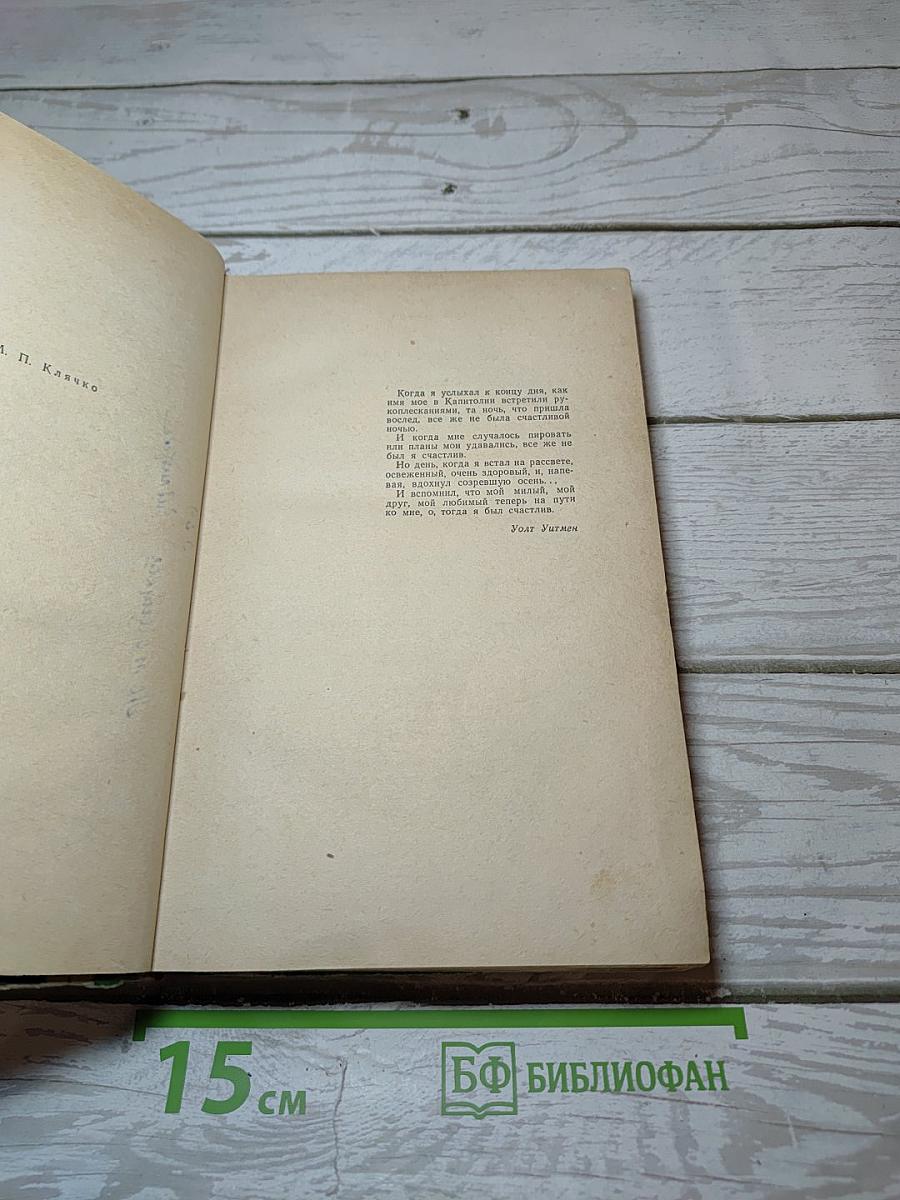 М. П. Клячко
Когда я услыхал к концу дня, как
имя мое в Капитолии встретили ру-
коплесканиями, та ночь, что пришла
вослед, все же не была счастливой
ночью.
И когда мне случалось пировать
или планы мои удавались, все же не
был я счастлив.
Но день, когда я встал на рассвете,
освеженный, очень здоровый, и, напе-
вая, вдохнул созревшую осень...,
И вспомнил, что мой милый, мой
друг, мой любимый теперь на пути
ко мне, о, тогда я был счастлив.
Уолт Уитмен
15 см
БФ БИБЛИОФАН